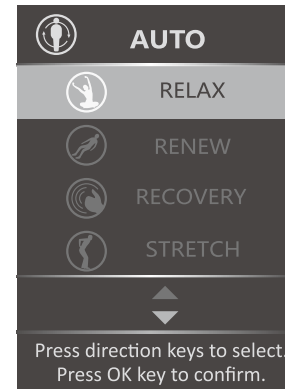 AUTO
RELAX
RENEW
RECOVERY
STRETCH
Press direction keys to select.
Press OK key to confirm.